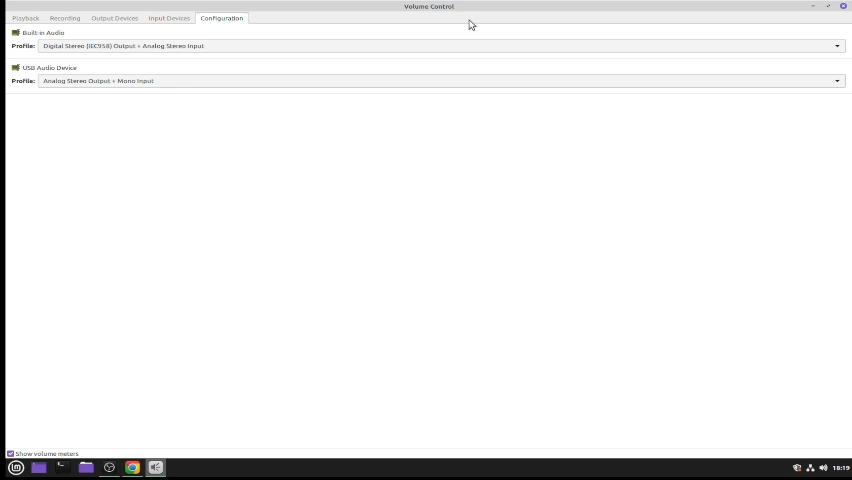 Volume Control
Playback Recording Output Devices Input Devices Configuration
Built-in Audio
Profile: Digital Stereo (IEC958) Output + Analog Stereo Input
USB Audio Device
Profile: Analog Stereo Output + Mono Input
Show volume meters
lm 18:19